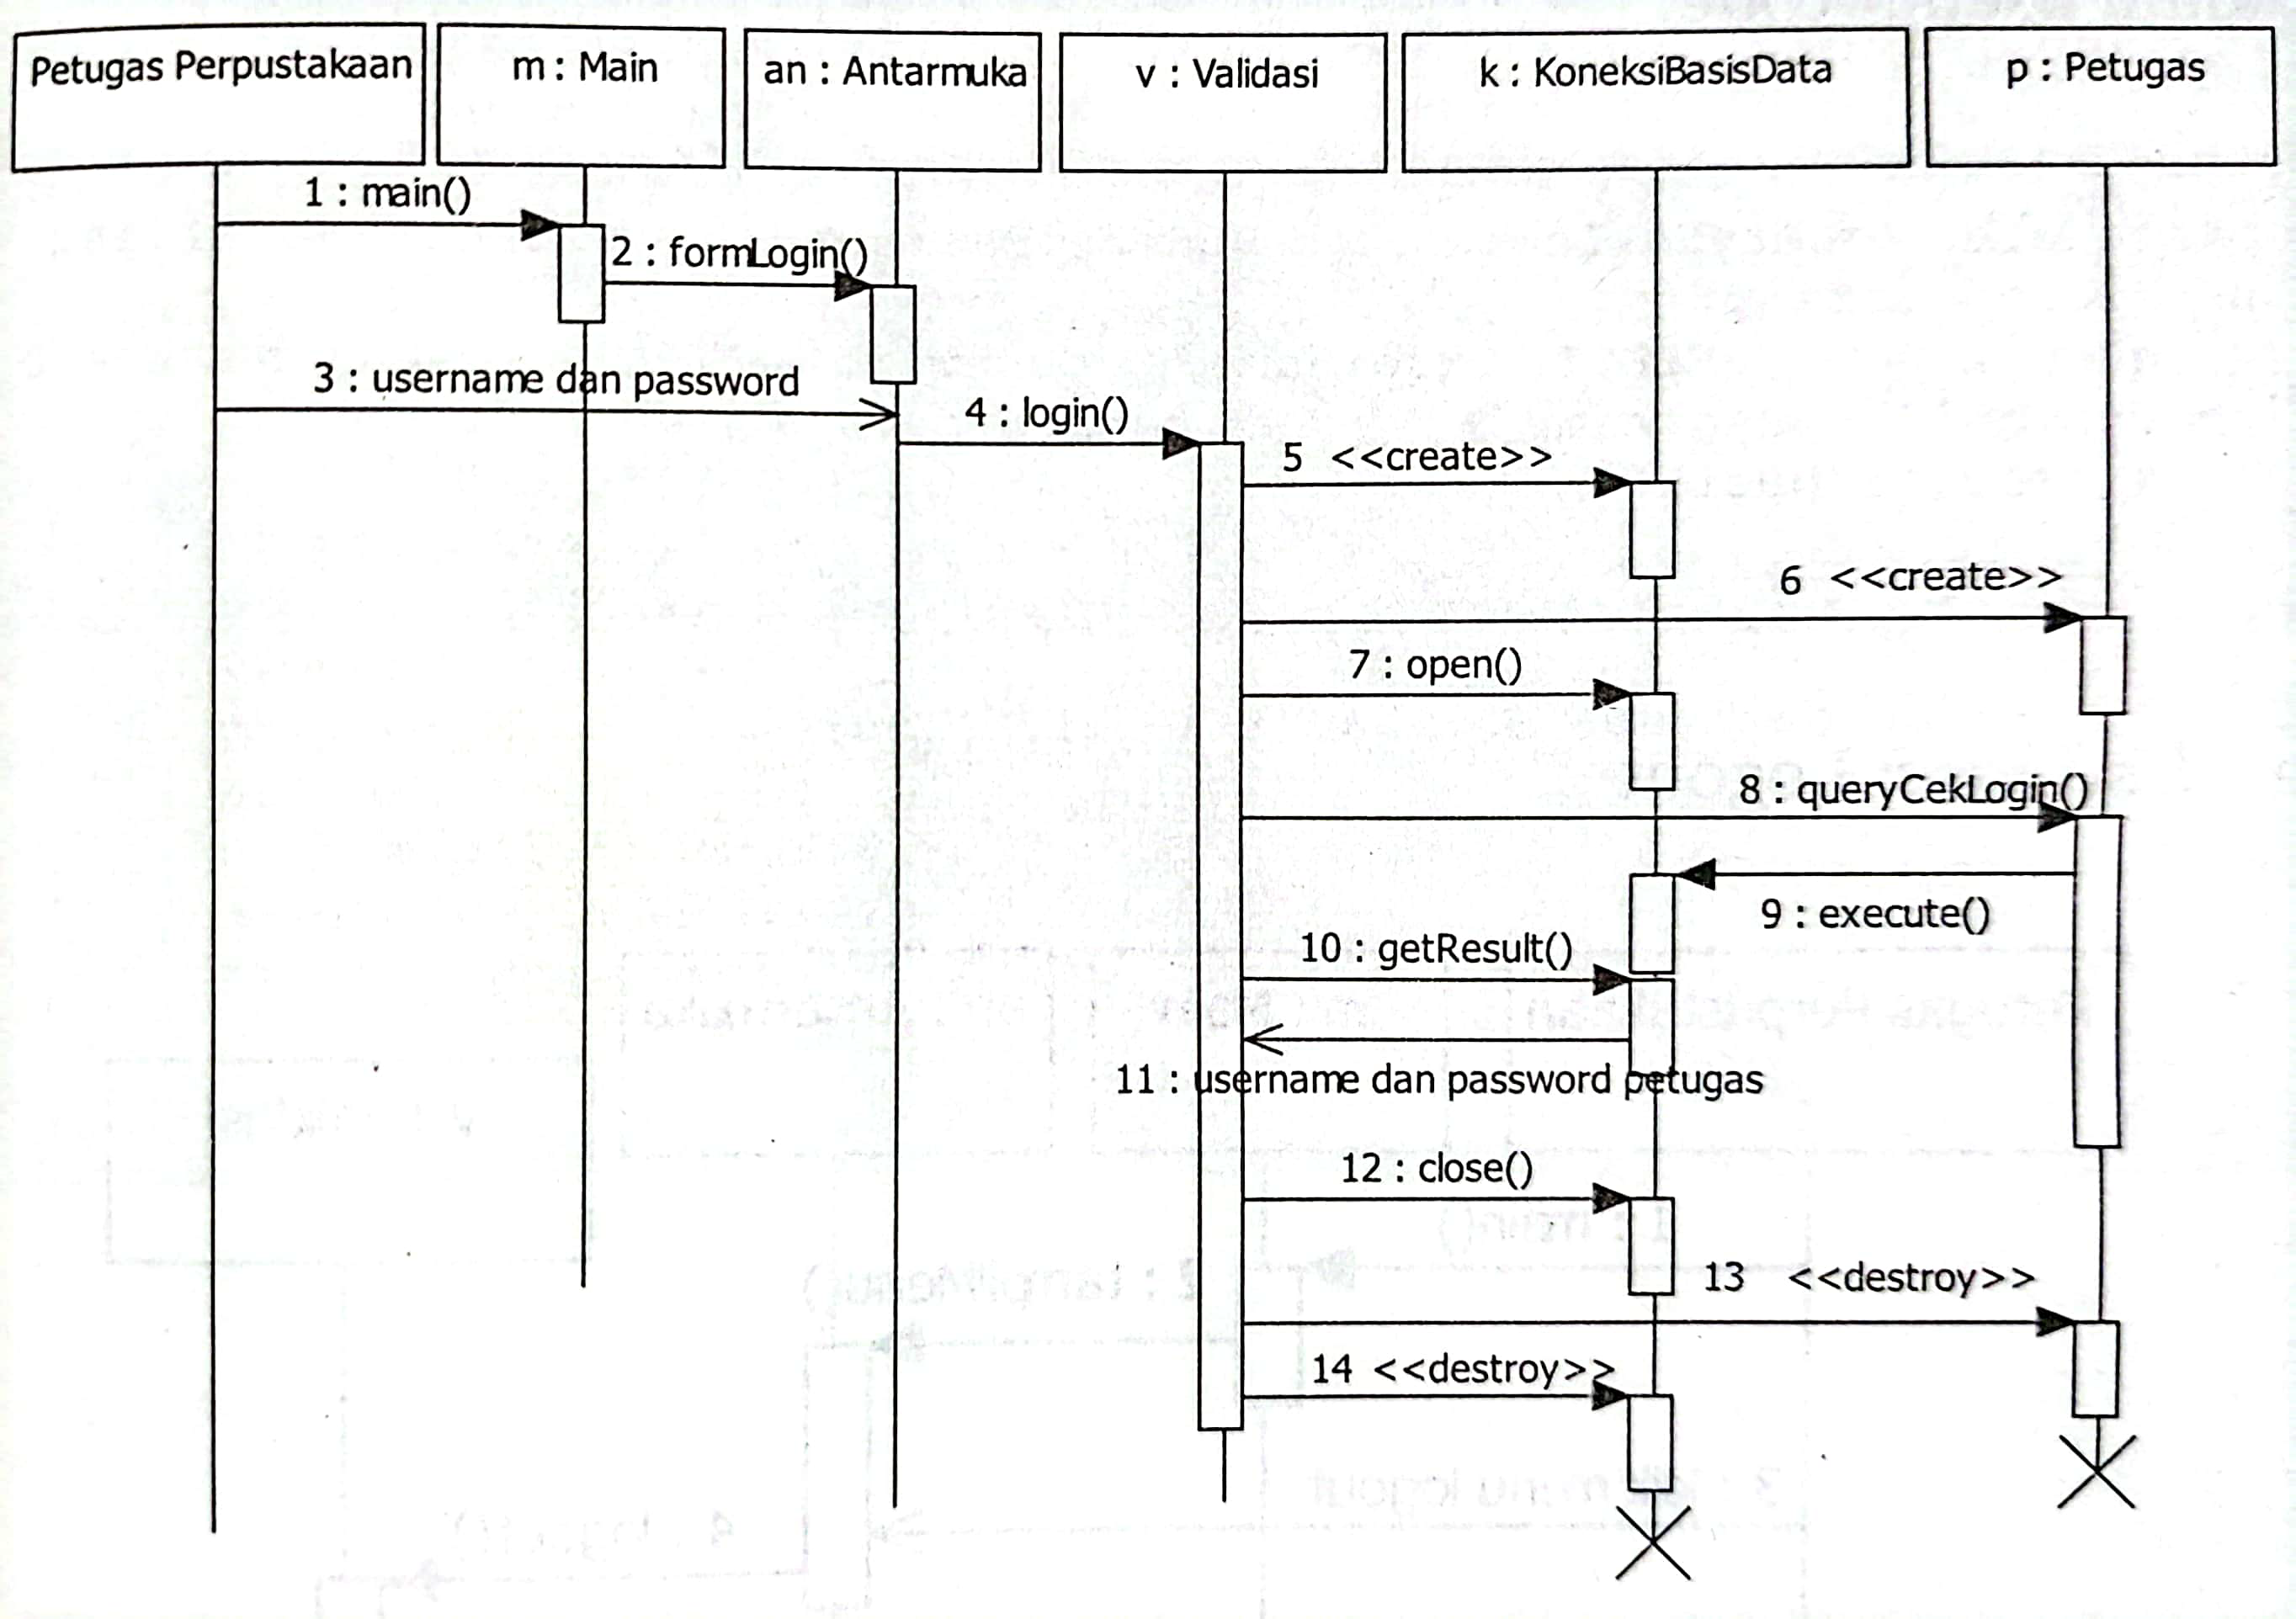 Petugas Perpustakaan
m : Main
an : Antarmuka
v : Validasi
k : KoneksiBasisData
p : Petugas
1 : main()
2 : formLogin()
3 : username dan password
4 : login()
5 <<create>>
6 <<create>>
7 : open()
8 : queryCekLogin()
9 : execute()
10 : getResult()
11 : username dan password petugas
12 : close()
13 <<destroy>>
14 <<destroy>>